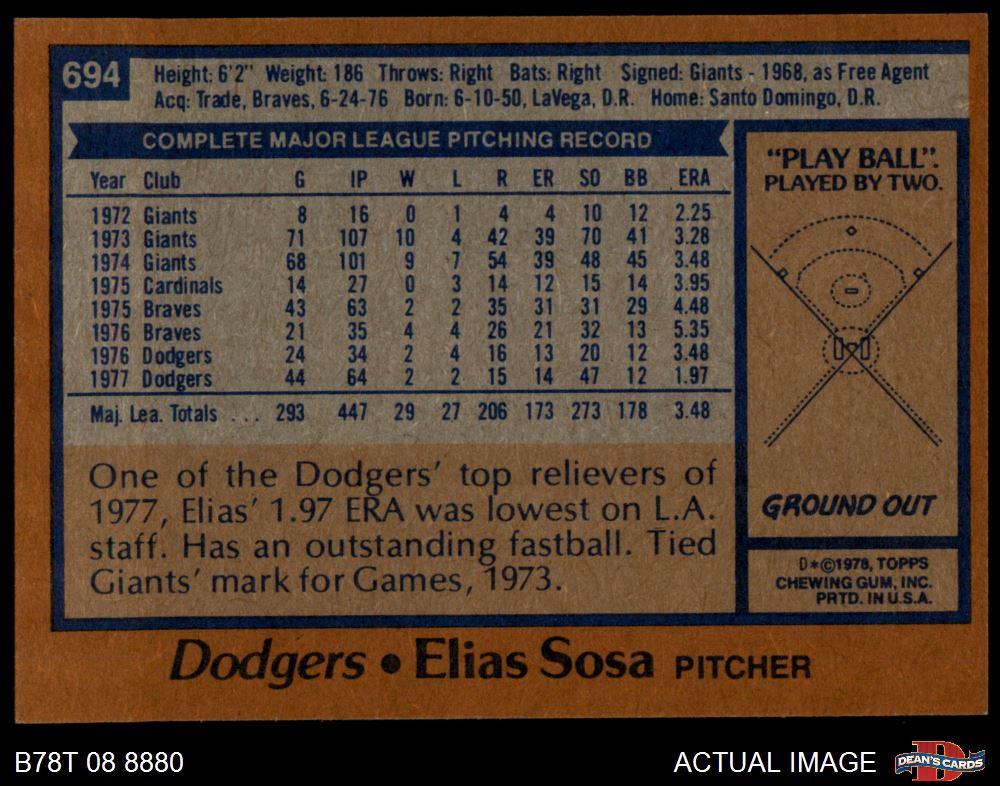 694
Height: 6'2" Weight: 186 Throws: Right Bats: Right Signed: Giants - 1968, as Free Agent
Acq: Trade, Braves, 6-24-76 Born: 6-10-50, LaVega, D.R. Home: Santo Domingo, D.R.
COMPLETE MAJOR LEAGUE PITCHING RECORD
Year Club G IP W L R ER SO BB ERA
1972 Giants 8 16 0 1 4 4 10 12 2.25
1973 Giants 71 107 10 4 42 39 70 41 3.28
1974 Giants 68 101 9 7 54 39 48 45 3.48
1975 Cardinals 14 27 0 3 14 12 15 14 3.95
1975 Braves 43 63 2 2 35 31 31 29 4.48
1976 Braves 21 35 4 4 26 21 32 13 5.35
1976 Dodgers 24 34 2 4 16 13 20 12 3.48
1977 Dodgers 44 64 2 2 15 14 47 12 1.97
Maj. Lea. Totals . . . 293 447 29 27 206 173 273 178 3.48
One of the Dodgers' top relievers of
1977, Elias' 1.97 ERA was lowest on L.A.
staff. Has an outstanding fastball. Tied
Giants' mark for Games, 1973.
"PLAY BALL".
PLAYED BY TWO.
GROUND OUT
D*©1978, TOPPS
CHEWING GUM, INC.
PRTD. IN U.S.A.
Dodgers • Elias Sosa PITCHER
B78T 08 8880
ACTUAL IMAGE
D
DEAN'S CARDS